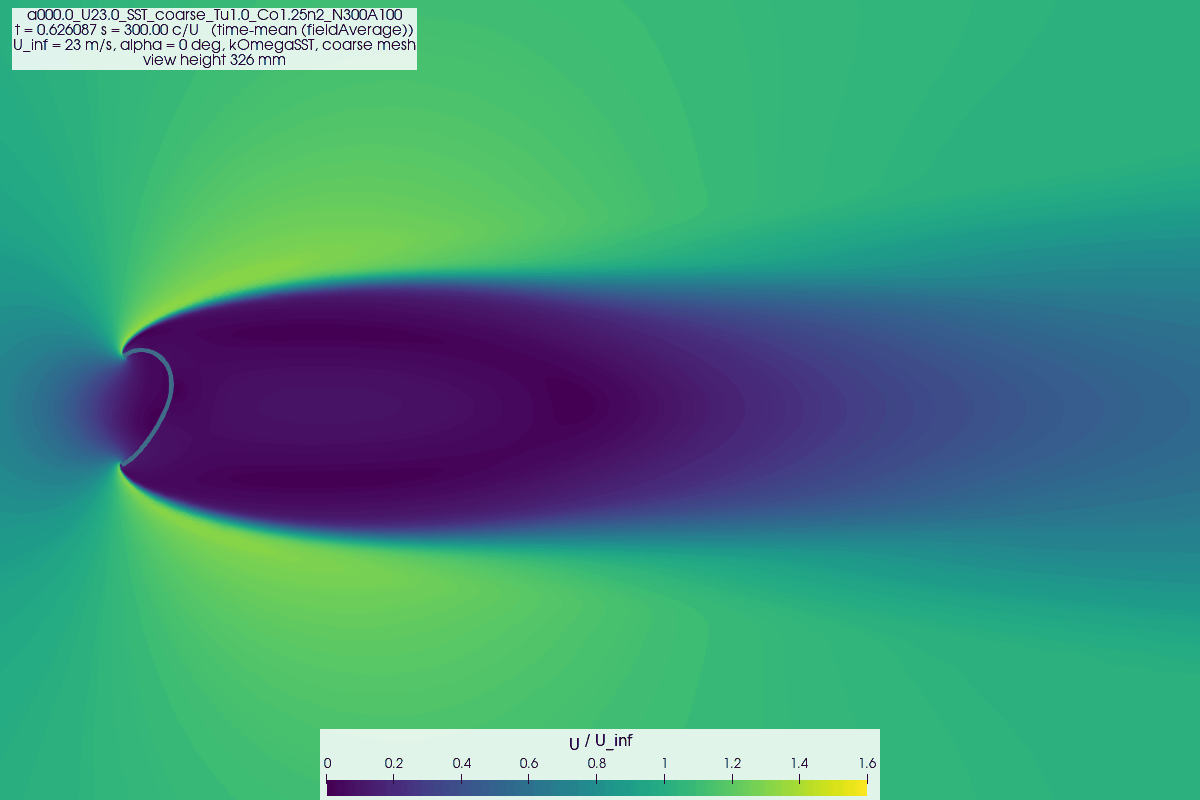 a000.0_U23.0_SST_coarse_Tu1.0_Co1.25n2_N300A100
t = 0.626087 s = 300.00 c/U (time-mean (fieldAverage))
U_inf = 23 m/s, alpha = 0 deg, kOmegaSST, coarse mesh
view height 326 mm
U / U_inf
0 0.2 0.4 0.6 0.8 1 1.2 1.4 1.6